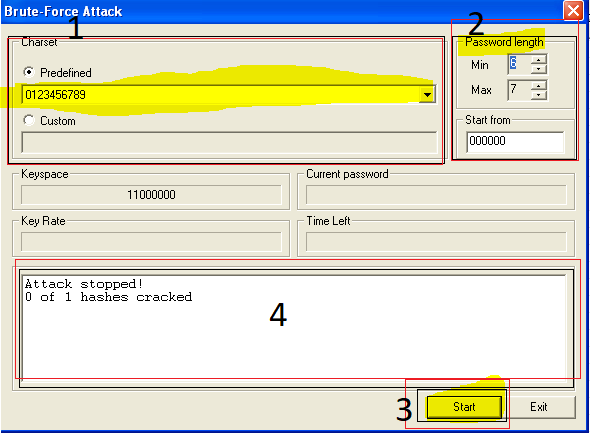 Brute-Force Attack
1
2
Charset
Predefined
0123456789
Custom
Password length
Min 6
Max 7
Start from
000000
Keyspace
11000000
Current password
Key Rate
Time Left
Attack stopped!
0 of 1 hashes cracked
4
3
Start
Exit